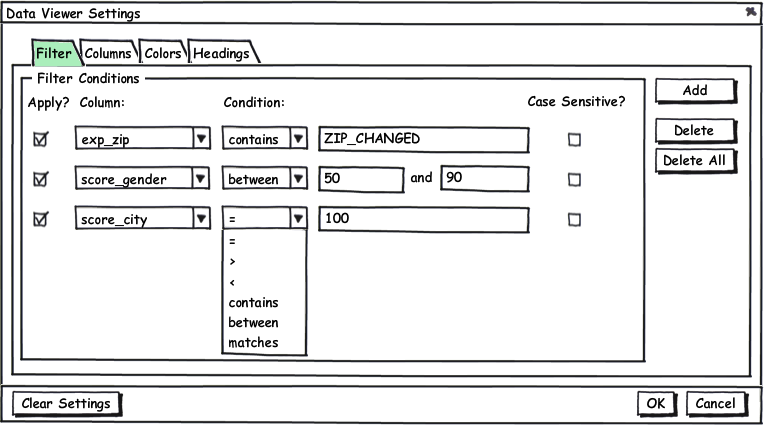 Data Viewer Settings
Filter Columns Colors Headings
Filter Conditions
Apply? Column: Condition: Case Sensitive?
exp_zip contains ZIP_CHANGED
score_gender between 50 and 90
score_city = 100
=
>
<
contains
between
matches
Add
Delete
Delete All
Clear Settings OK Cancel